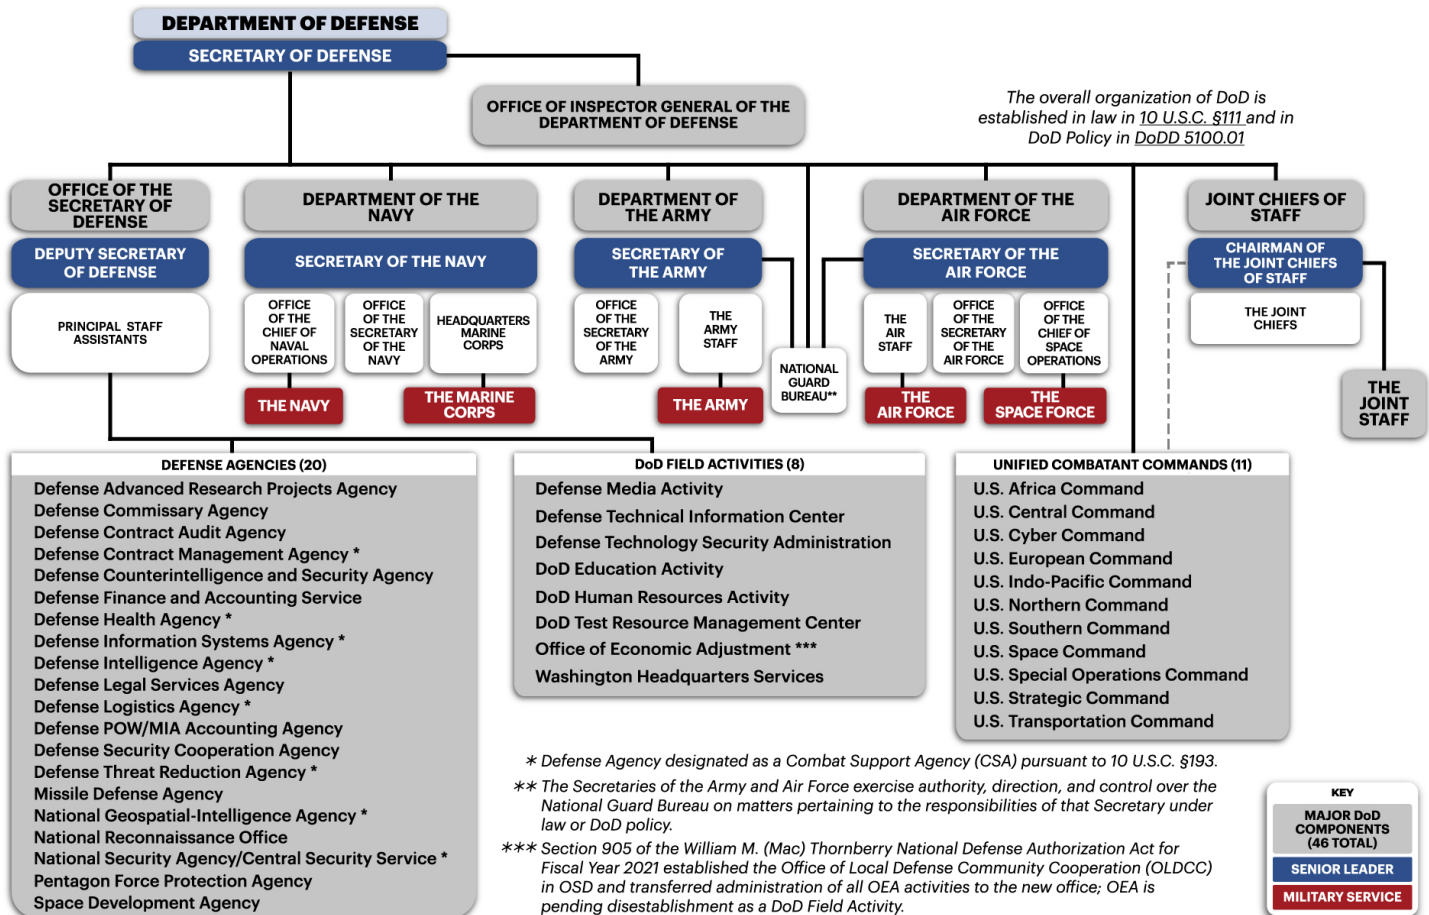 DEPARTMENT OF DEFENSE
SECRETARY OF DEFENSE
OFFICE OF INSPECTOR GENERAL OF THE
DEPARTMENT OF DEFENSE
The overall organization of DoD is
established in law in 10 U.S.C. §111 and in
DoD Policy in DoDD 5100.01
OFFICE OF THE
SECRETARY OF
DEFENSE
DEPUTY SECRETARY
OF DEFENSE
PRINCIPAL STAFF
ASSISTANTS
DEPARTMENT OF THE
NAVY
SECRETARY OF THE NAVY
OFFICE
OF THE
CHIEF OF
NAVAL
OPERATIONS
OFFICE
OF THE
SECRETARY
OF THE
NAVY
HEADQUARTERS
MARINE
CORPS
THE NAVY
THE MARINE
CORPS
DEPARTMENT OF
THE ARMY
SECRETARY OF
THE ARMY
OFFICE
OF THE
SECRETARY
OF THE
ARMY
THE
ARMY
STAFF
THE ARMY
NATIONAL
GUARD
BUREAU**
DEPARTMENT OF THE
AIR FORCE
SECRETARY OF THE
AIR FORCE
THE
AIR
STAFF
OFFICE
OF THE
SECRETARY
OF THE
AIR FORCE
OFFICE
OF THE
CHIEF OF
SPACE
OPERATIONS
THE
AIR FORCE
THE
SPACE FORCE
JOINT CHIEFS OF
STAFF
CHAIRMAN OF
THE JOINT CHIEFS
OF STAFF
THE JOINT
CHIEFS
THE
JOINT
STAFF
DEFENSE AGENCIES (20)
Defense Advanced Research Projects Agency
Defense Commissary Agency
Defense Contract Audit Agency
Defense Contract Management Agency *
Defense Counterintelligence and Security Agency
Defense Finance and Accounting Service
Defense Health Agency *
Defense Information Systems Agency *
Defense Intelligence Agency *
Defense Legal Services Agency
Defense Logistics Agency *
Defense POW/MIA Accounting Agency
Defense Security Cooperation Agency
Defense Threat Reduction Agency *
Missile Defense Agency
National Geospatial-Intelligence Agency *
National Reconnaissance Office
National Security Agency/Central Security Service *
Pentagon Force Protection Agency
Space Development Agency
DoD FIELD ACTIVITIES (8)
Defense Media Activity
Defense Technical Information Center
Defense Technology Security Administration
DoD Education Activity
DoD Human Resources Activity
DoD Test Resource Management Center
Office of Economic Adjustment ***
Washington Headquarters Services
UNIFIED COMBATANT COMMANDS (11)
U.S. Africa Command
U.S. Central Command
U.S. Cyber Command
U.S. European Command
U.S. Indo-Pacific Command
U.S. Northern Command
U.S. Southern Command
U.S. Space Command
U.S. Special Operations Command
U.S. Strategic Command
U.S. Transportation Command
* Defense Agency designated as a Combat Support Agency (CSA) pursuant to 10 U.S.C. §193.
** The Secretaries of the Army and Air Force exercise authority, direction, and control over the
National Guard Bureau on matters pertaining to the responsibilities of that Secretary under
law or DoD policy.
*** Section 905 of the William M. (Mac) Thornberry National Defense Authorization Act for
Fiscal Year 2021 established the Office of Local Defense Community Cooperation (OLDCC)
in OSD and transferred administration of all OEA activities to the new office; OEA is
pending disestablishment as a DoD Field Activity.
KEY
MAJOR DoD
COMPONENTS
(46 TOTAL)
SENIOR LEADER
MILITARY SERVICE